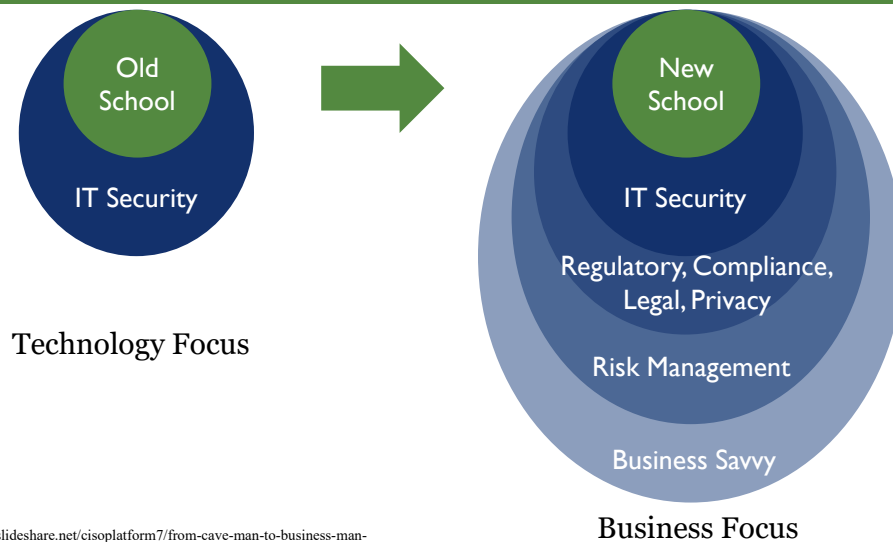 Old
School
IT Security
Technology Focus
New
School
IT Security
Regulatory, Compliance,
Legal, Privacy
Risk Management
Business Savvy
Business Focus
slideshare.net/cisoplatform7/from-cave-man-to-business-man-